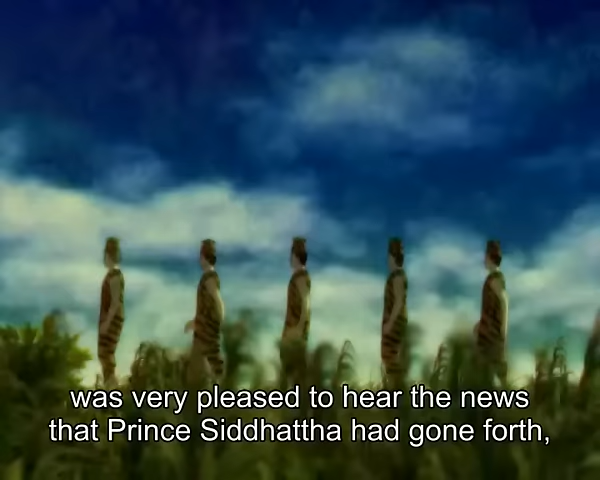 was very pleased to hear the news
that Prince Siddhattha had gone forth,